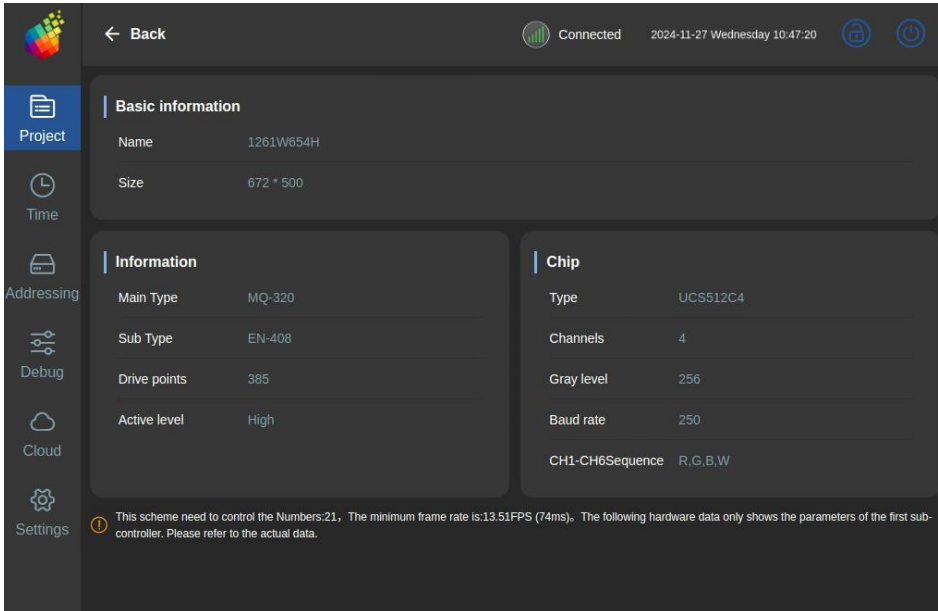 ← Back
Connected
2024-11-27 Wednesday 10:47:20
Project
Time
Addressing
Debug
Cloud
Settings
Basic information
Name 1261W654H
Size 672 * 500
Information
Main Type MQ-320
Sub Type EN-408
Drive points 385
Active level High
Chip
Type UCS512C4
Channels 4
Gray level 256
Baud rate 250
CH1-CH6Sequence R,G,B,W
This scheme need to control the Numbers:21，The minimum frame rate is:13.51FPS (74ms)。The following hardware data only shows the parameters of the first sub-
controller. Please refer to the actual data.